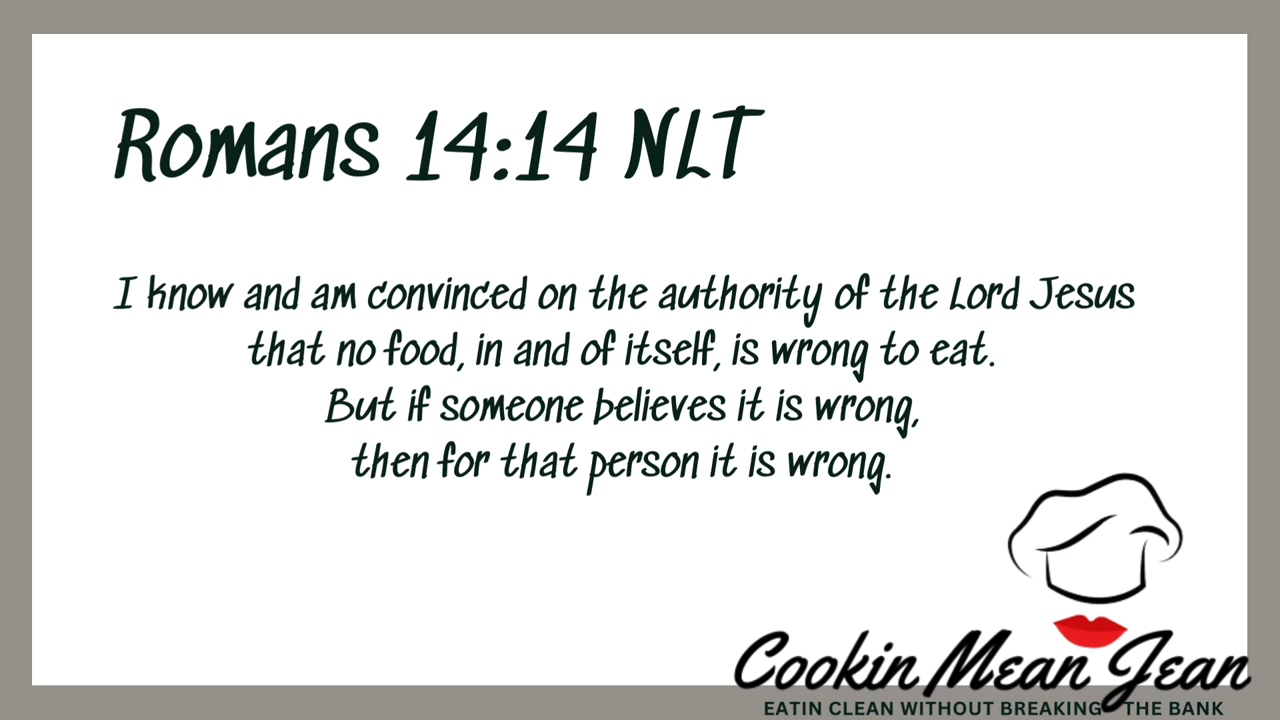 Romans 14:14 NLT
I know and am convinced on the authority of the Lord Jesus
that no food, in and of itself, is wrong to eat.
But if someone believes it is wrong,
then for that person it is wrong.
Cookin Mean Jean
EATIN CLEAN WITHOUT BREAKING THE BANK